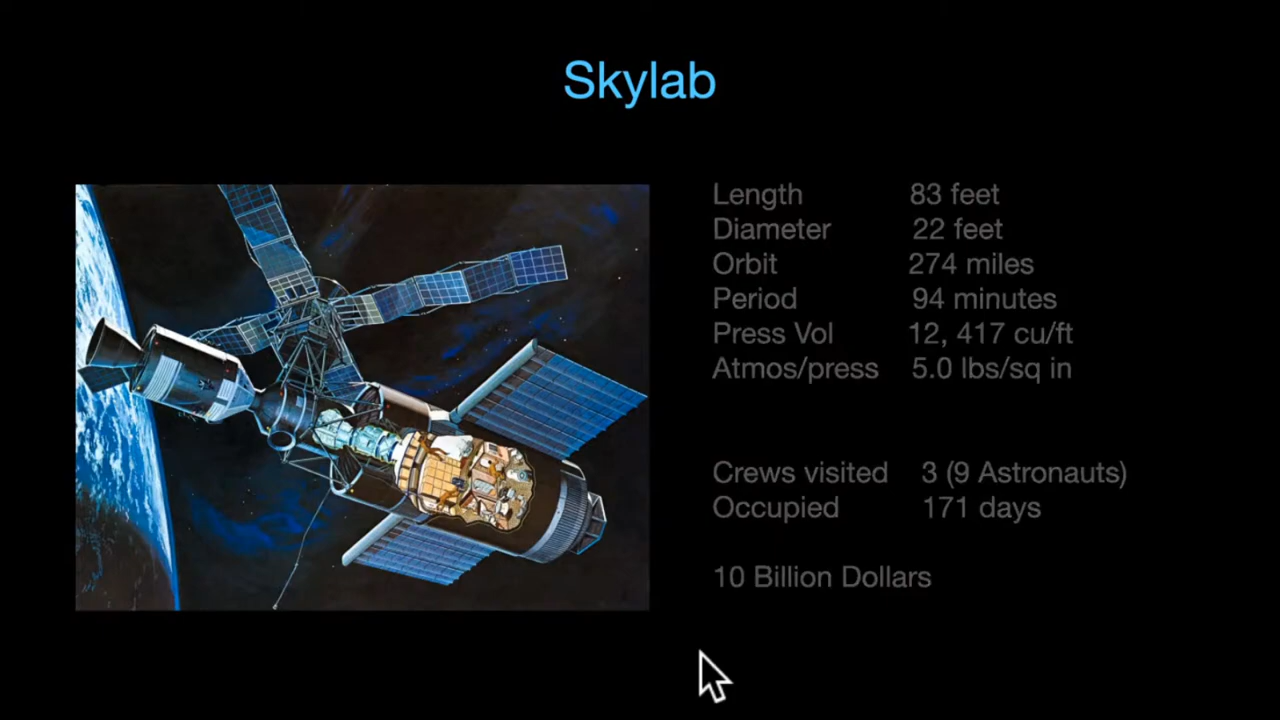 Skylab
Length 83 feet
Diameter 22 feet
Orbit 274 miles
Period 94 minutes
Press Vol 12, 417 cu/ft
Atmos/press 5.0 lbs/sq in
Crews visited 3 (9 Astronauts)
Occupied 171 days
10 Billion Dollars